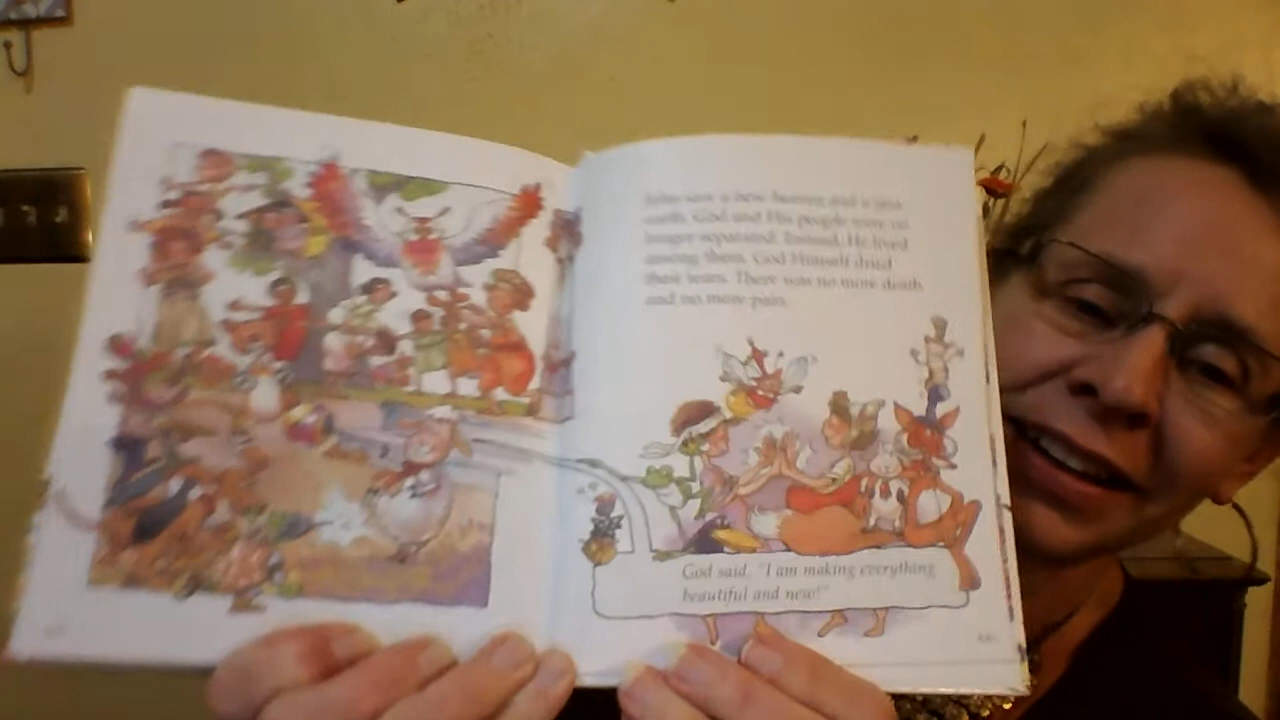 John saw a new heaven and a new
earth. God and His people were no
longer separated. Instead, He lived
among them. God Himself dried
their tears. There was no more death
and no more pain.
God said, "I am making everything
beautiful and new!"